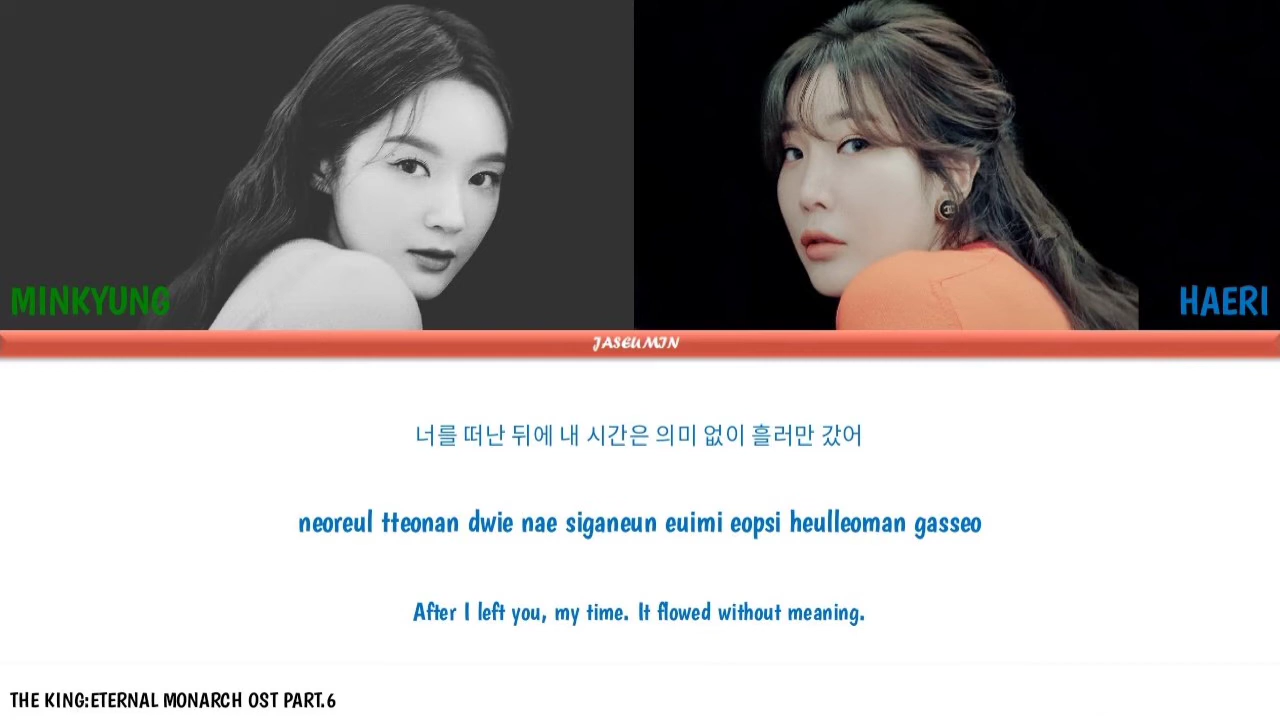 MINKYUNG
HAERI
JASEUMIN
너를 떠난 뒤에 내 시간은 의미 없이 흘러만 갔어
neoreul tteonan dwie nae siganeun euimi eopsi heulleoman gasseo
After I left you, my time. It flowed without meaning.
THE KING:ETERNAL MONARCH OST PART.6